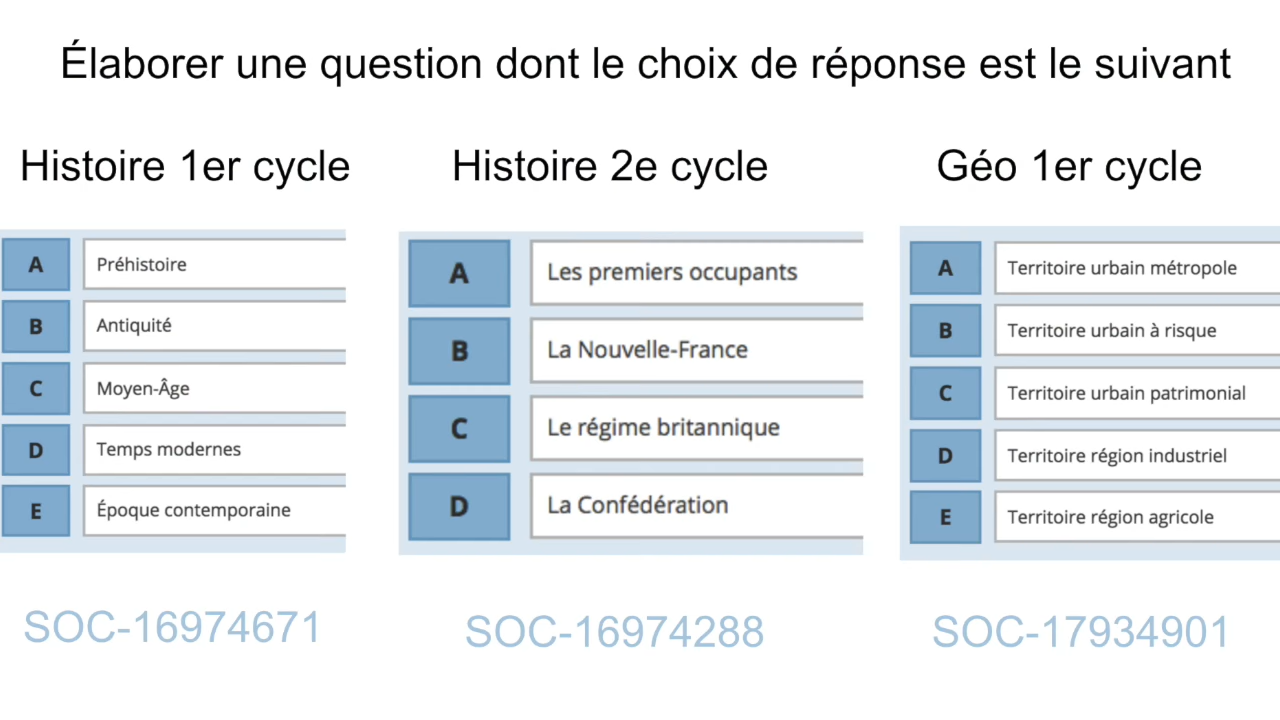 Élaborer une question dont le choix de réponse est le suivant
Histoire 1er cycle
A Préhistoire
B Antiquité
C Moyen-Âge
D Temps modernes
E Époque contemporaine
SOC-16974671
Histoire 2e cycle
A Les premiers occupants
B La Nouvelle-France
C Le régime britannique
D La Confédération
SOC-16974288
Géo 1er cycle
A Territoire urbain métropole
B Territoire urbain à risque
C Territoire urbain patrimonial
D Territoire région industriel
E Territoire région agricole
SOC-17934901